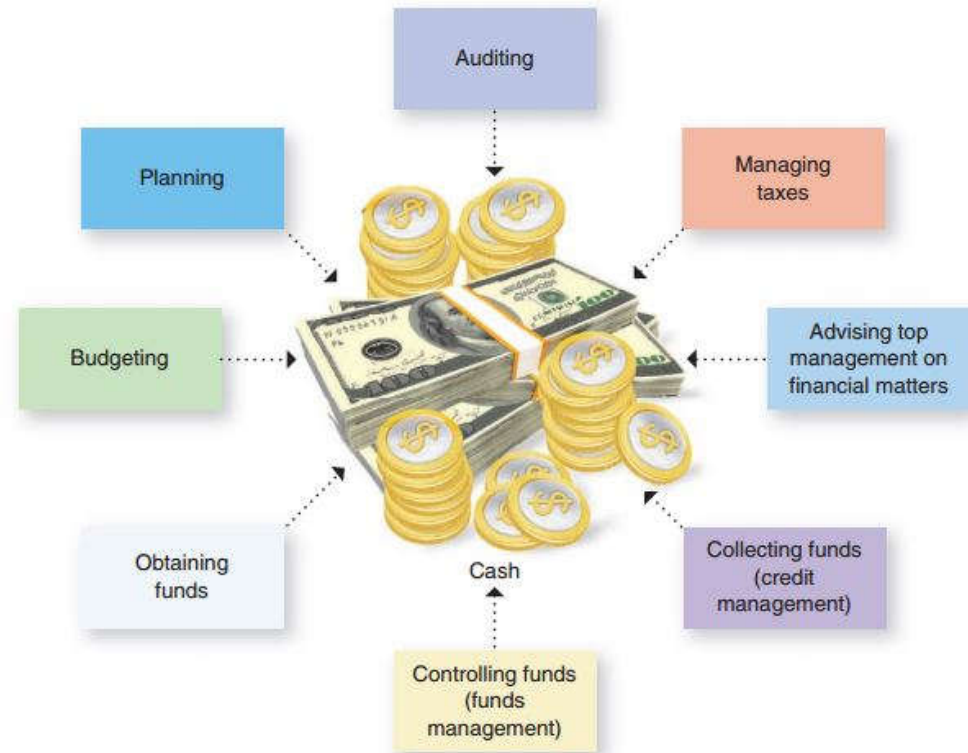 Auditing
Planning
Managing
taxes
Budgeting
Advising top
management on
financial matters
Obtaining
funds
Cash
Collecting funds
(credit
management)
Controlling funds
(funds
management)